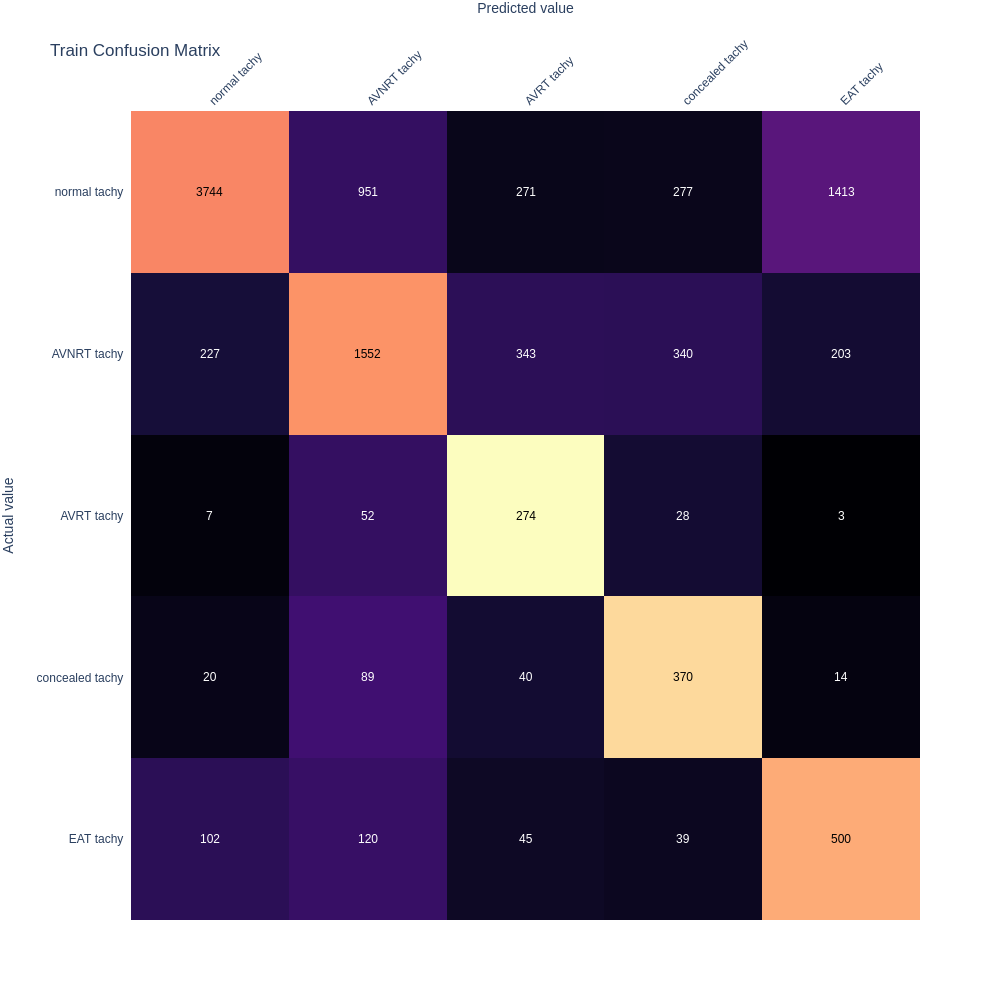 Predicted value
Train Confusion Matrix
normal tachy AVNRT tachy AVRT tachy concealed tachy EAT tachy
normal tachy 3744 951 271 277 1413
AVNRT tachy 227 1552 343 340 203
AVRT tachy 7 52 274 28 3
Actual value
concealed tachy 20 89 40 370 14
EAT tachy 102 120 45 39 500